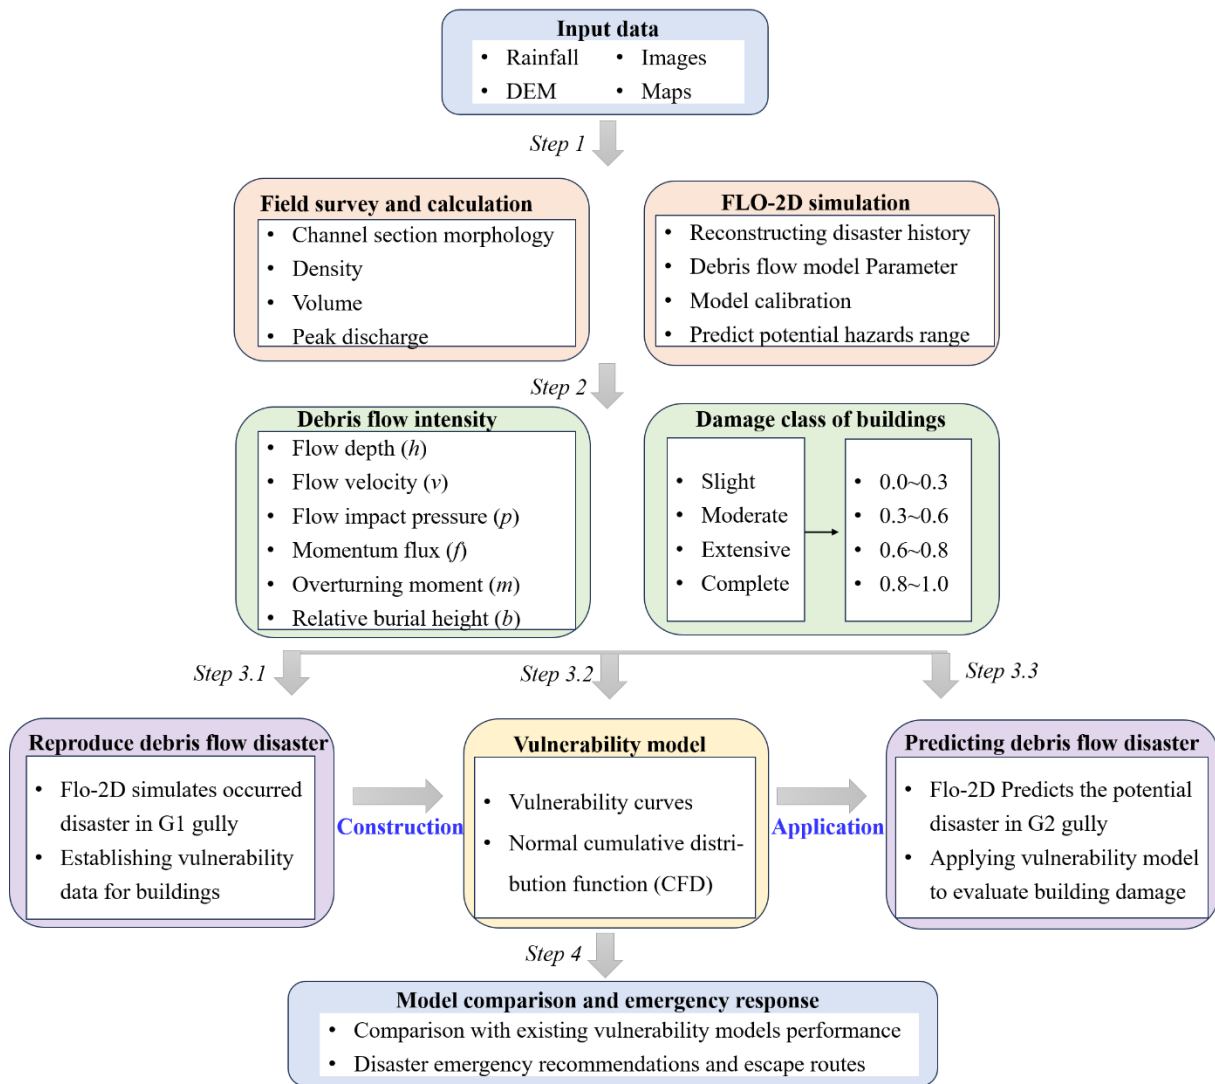 Input data
• Rainfall
• DEM
• Images
• Maps
Step 1
Field survey and calculation
• Channel section morphology
• Density
• Volume
• Peak discharge
FLO-2D simulation
• Reconstructing disaster history
• Debris flow model Parameter
• Model calibration
• Predict potential hazards range
Step 2
Debris flow intensity
• Flow depth (h)
• Flow velocity (v)
• Flow impact pressure (p)
• Momentum flux (f)
• Overturning moment (m)
• Relative burial height (b)
Damage class of buildings
• Slight
• Moderate
• Extensive
• Complete
• 0.0~0.3
• 0.3~0.6
• 0.6~0.8
• 0.8~1.0
Step 3.1
Step 3.2
Step 3.3
Reproduce debris flow disaster
• Flo-2D simulates occurred
disaster in G1 gully
• Establishing vulnerability
data for buildings
Construction
Vulnerability model
• Vulnerability curves
• Normal cumulative distri-
bution function (CFD)
Application
Predicting debris flow disaster
• Flo-2D Predicts the potential
disaster in G2 gully
• Applying vulnerability model
to evaluate building damage
Step 4
Model comparison and emergency response
• Comparison with existing vulnerability models performance
• Disaster emergency recommendations and escape routes